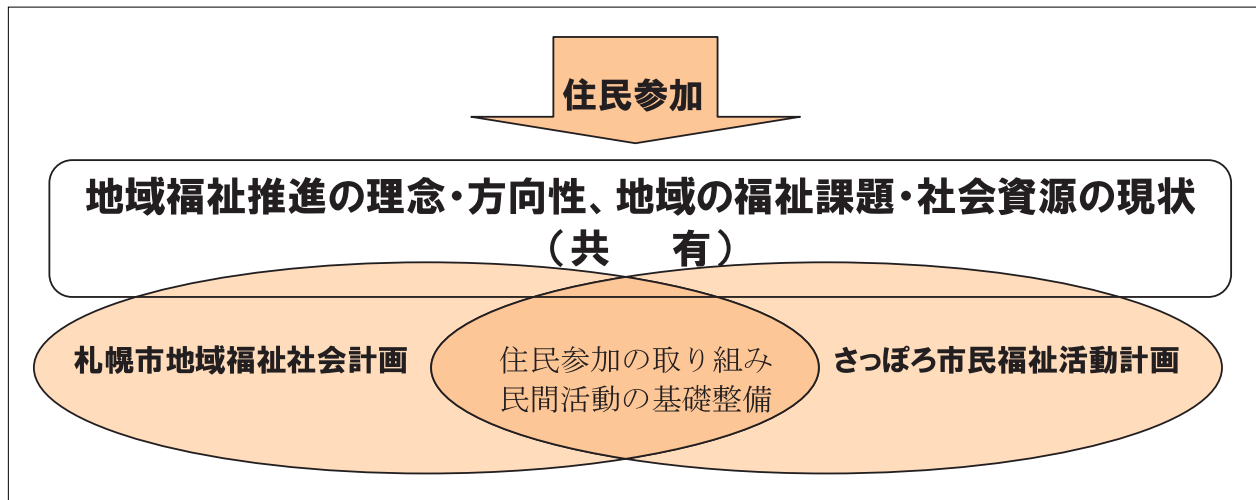 住民参加
地域福祉推進の理念・方向性、地域の福祉課題・社会資源の現状
（共　　有）
札幌市地域福祉社会計画
住民参加の取り組み
民間活動の基礎整備
さっぽろ市民福祉活動計画